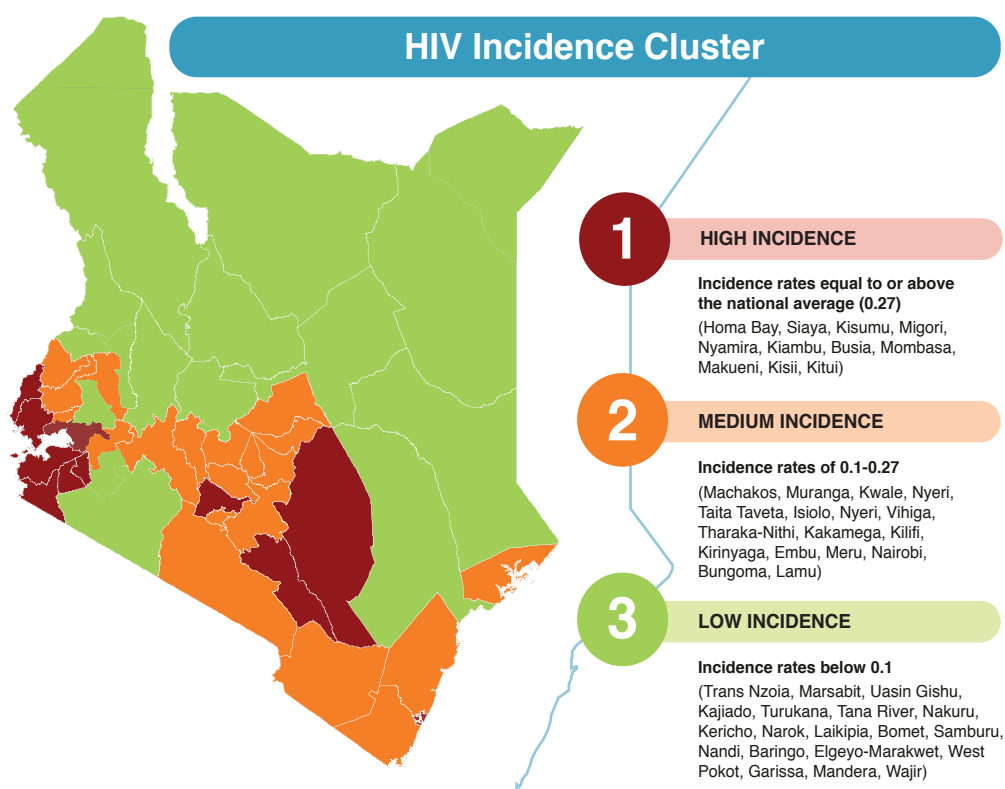 HIV Incidence Cluster
1
HIGH INCIDENCE
Incidence rates equal to or above
the national average (0.27)
(Homa Bay, Siaya, Kisumu, Migori,
Nyamira, Kiambu, Busia, Mombasa,
Makueni, Kisii, Kitui)
2
MEDIUM INCIDENCE
Incidence rates of 0.1-0.27
(Machakos, Muranga, Kwale, Nyeri,
Taita Taveta, Isiolo, Nyeri, Vihiga,
Tharaka-Nithi, Kakamega, Kilifi,
Kirinyaga, Embu, Meru, Nairobi,
Bungoma, Lamu)
3
LOW INCIDENCE
Incidence rates below 0.1
(Trans Nzoia, Marsabit, Uasin Gishu,
Kajiado, Turukana, Tana River, Nakuru,
Kericho, Narok, Laikipia, Bomet, Samburu,
Nandi, Baringo, Elgeyo-Marakwet, West
Pokot, Garissa, Mandera, Wajir)